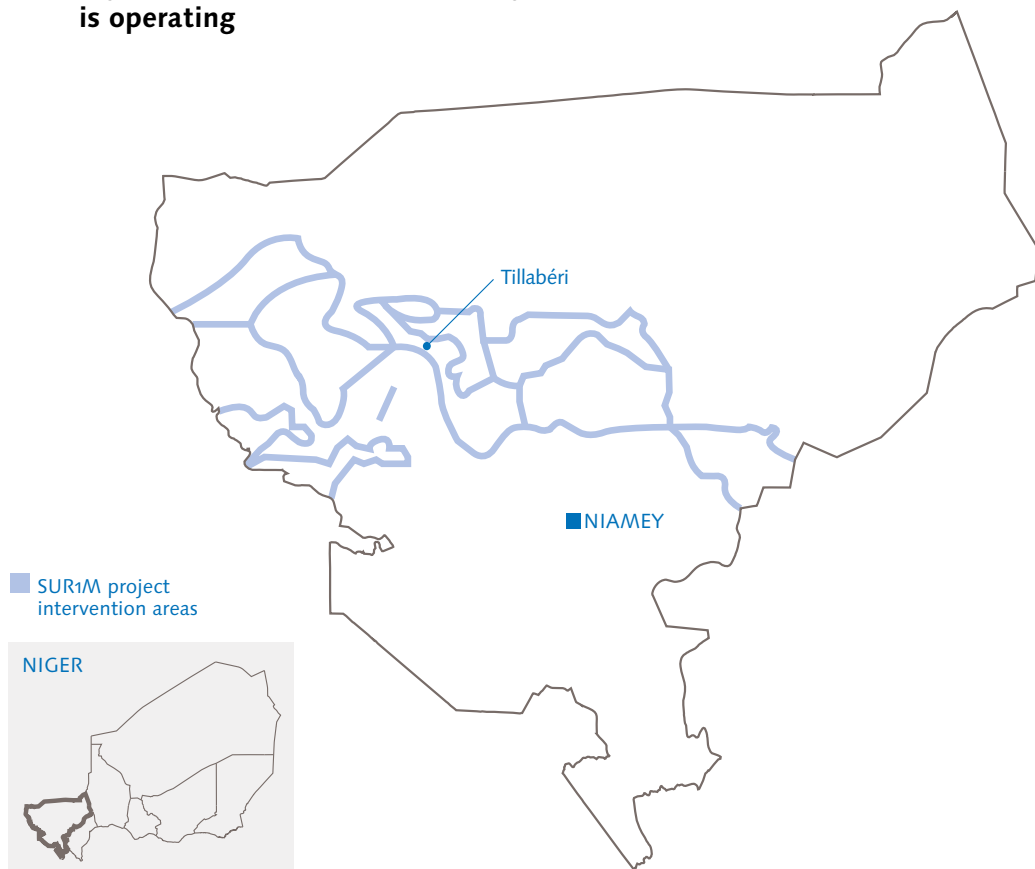 is operating
Tillabéri
NIAMEY
SUR1M project
intervention areas
NIGER